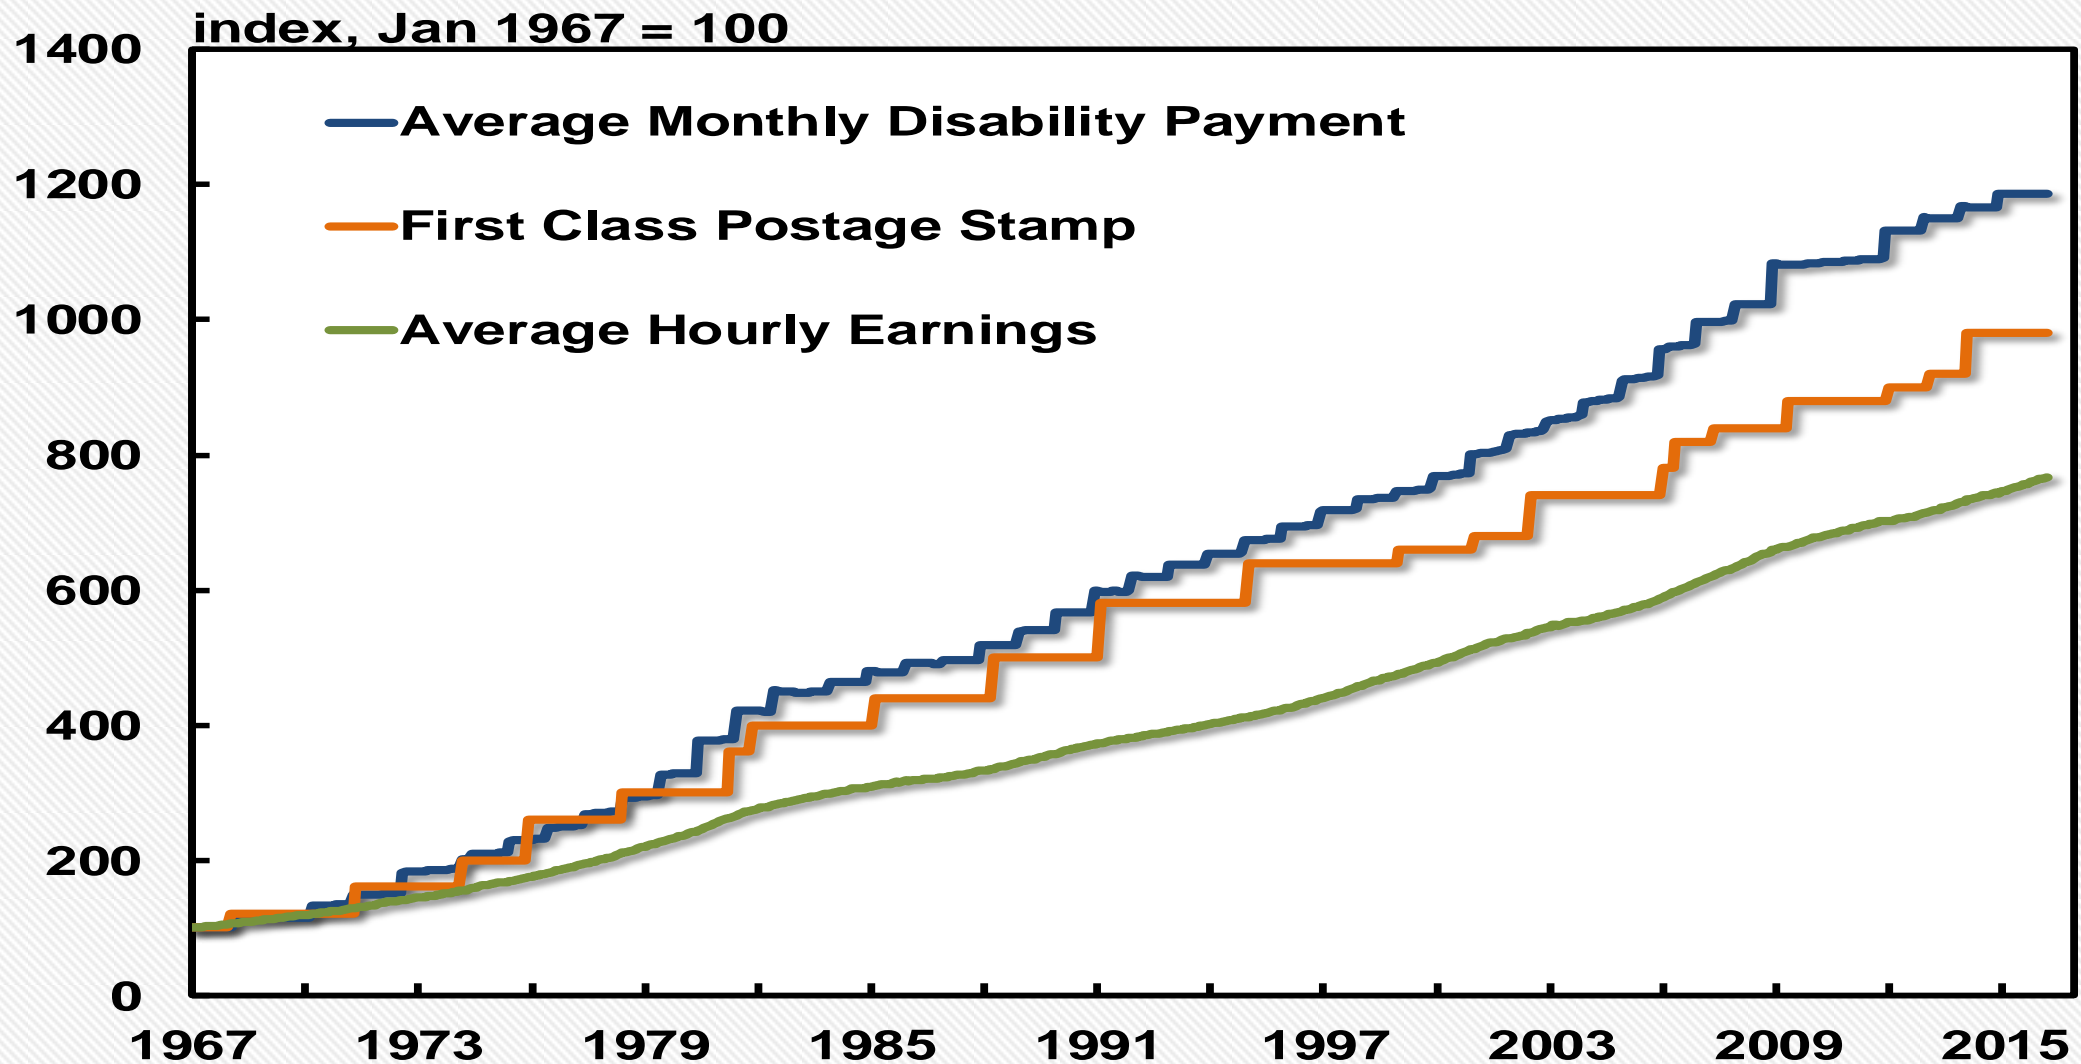 index, Jan 1967 = 100
1400
Average Monthly Disability Payment
1200
First Class Postage Stamp
1000
Average Hourly Earnings
800
600
400
200
0
1967 1973 1979 1985 1991 1997 2003 2009 2015